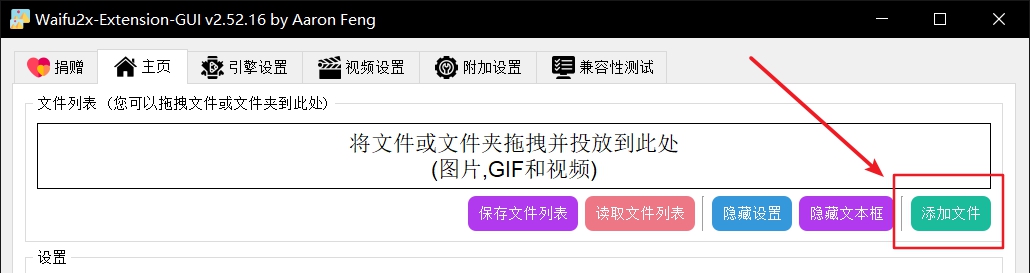 Waifu2x-Extension-GUI v2.52.16 by Aaron Feng
捐赠 主页 引擎设置 视频设置 附加设置 兼容性测试
文件列表 (您可以拖拽文件或文件夹到此处)
将文件或文件夹拖拽并投放到此处
(图片,GIF和视频)
保存文件列表 读取文件列表 隐藏设置 隐藏文本框 添加文件
设置